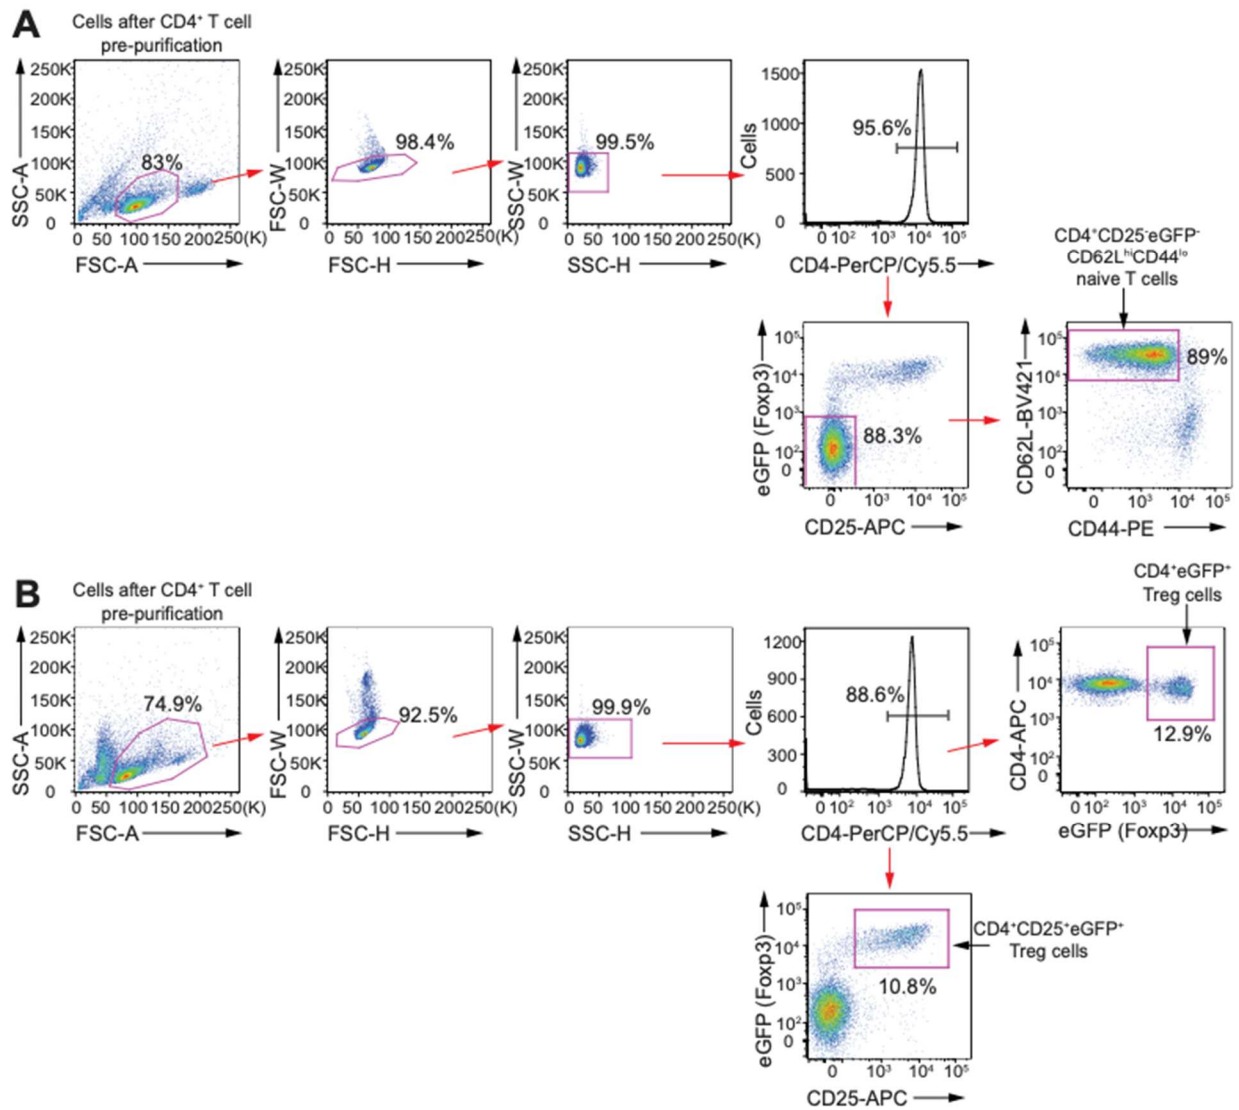 A
Cells after CD4⁺ T cell
pre-purification
250K
200K
150K
100K
50K
0
SSC-A
83%
0 50 100 150 200 250(K)
FSC-A
250K
200K
150K
100K
50K
0
FSC-W
98.4%
0 50 100 150 200 250(K)
FSC-H
250K
200K
150K
100K
50K
0
SSC-W
99.5%
0 50 100 150 200 250(K)
SSC-H
1500
1000
500
0
Cells
95.6%
0 10² 10³ 10⁴ 10⁵
CD4-PerCP/Cy5.5
CD4⁺CD25⁻eGFP⁻
CD62LʰⁱCD44ˡᵒ
naive T cells
10⁵
10⁴
10³
10²
0
eGFP (Foxp3)
88.3%
0 10³ 10⁴ 10⁵
CD25-APC
10⁵
10⁴
10³
10²
0
CD62L-BV421
89%
0 10³ 10⁴ 10⁵
CD44-PE
B
Cells after CD4⁺ T cell
pre-purification
250K
200K
150K
100K
50K
0
SSC-A
74.9%
0 50 100 150 200 250(K)
FSC-A
250K
200K
150K
100K
50K
0
FSC-W
92.5%
0 50 100 150 200 250(K)
FSC-H
250K
200K
150K
100K
50K
0
SSC-W
99.9%
0 50 100 150 200 250(K)
SSC-H
1200
900
600
300
0
Cells
88.6%
0 10² 10³ 10⁴ 10⁵
CD4-PerCP/Cy5.5
CD4⁺eGFP⁺
Treg cells
10⁵
10⁴
10³
10²
0
CD4-APC
12.9%
0 10² 10³ 10⁴ 10⁵
eGFP (Foxp3)
10⁵
10⁴
10³
10²
0
eGFP (Foxp3)
10.8%
CD4⁺CD25⁺eGFP⁺
Treg cells
0 10³ 10⁴ 10⁵
CD25-APC